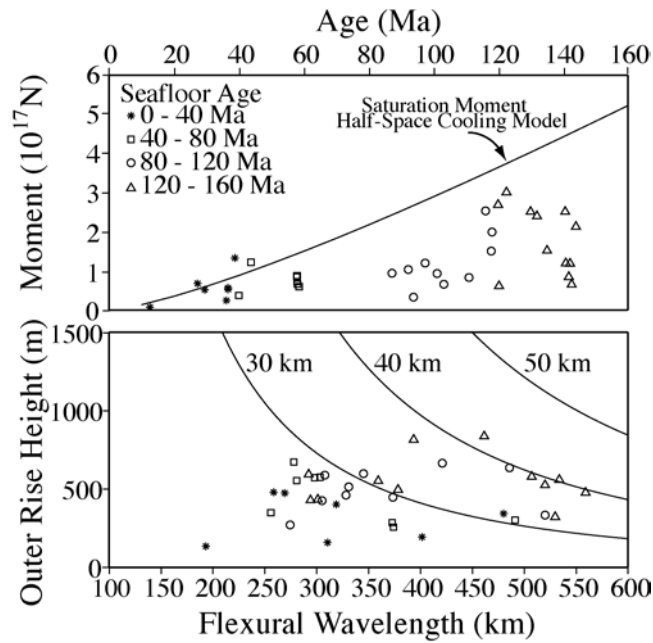 Age (Ma)
0 20 40 60 80 100 120 140 160
Moment (10^17N)
6
5
4
3
2
1
0
Seafloor Age
0 - 40 Ma
40 - 80 Ma
80 - 120 Ma
120 - 160 Ma
Saturation Moment
Half-Space Cooling Model
Outer Rise Height (m)
1500
1000
500
0
30 km
40 km
50 km
100 150 200 250 300 350 400 450 500 550 600
Flexural Wavelength (km)